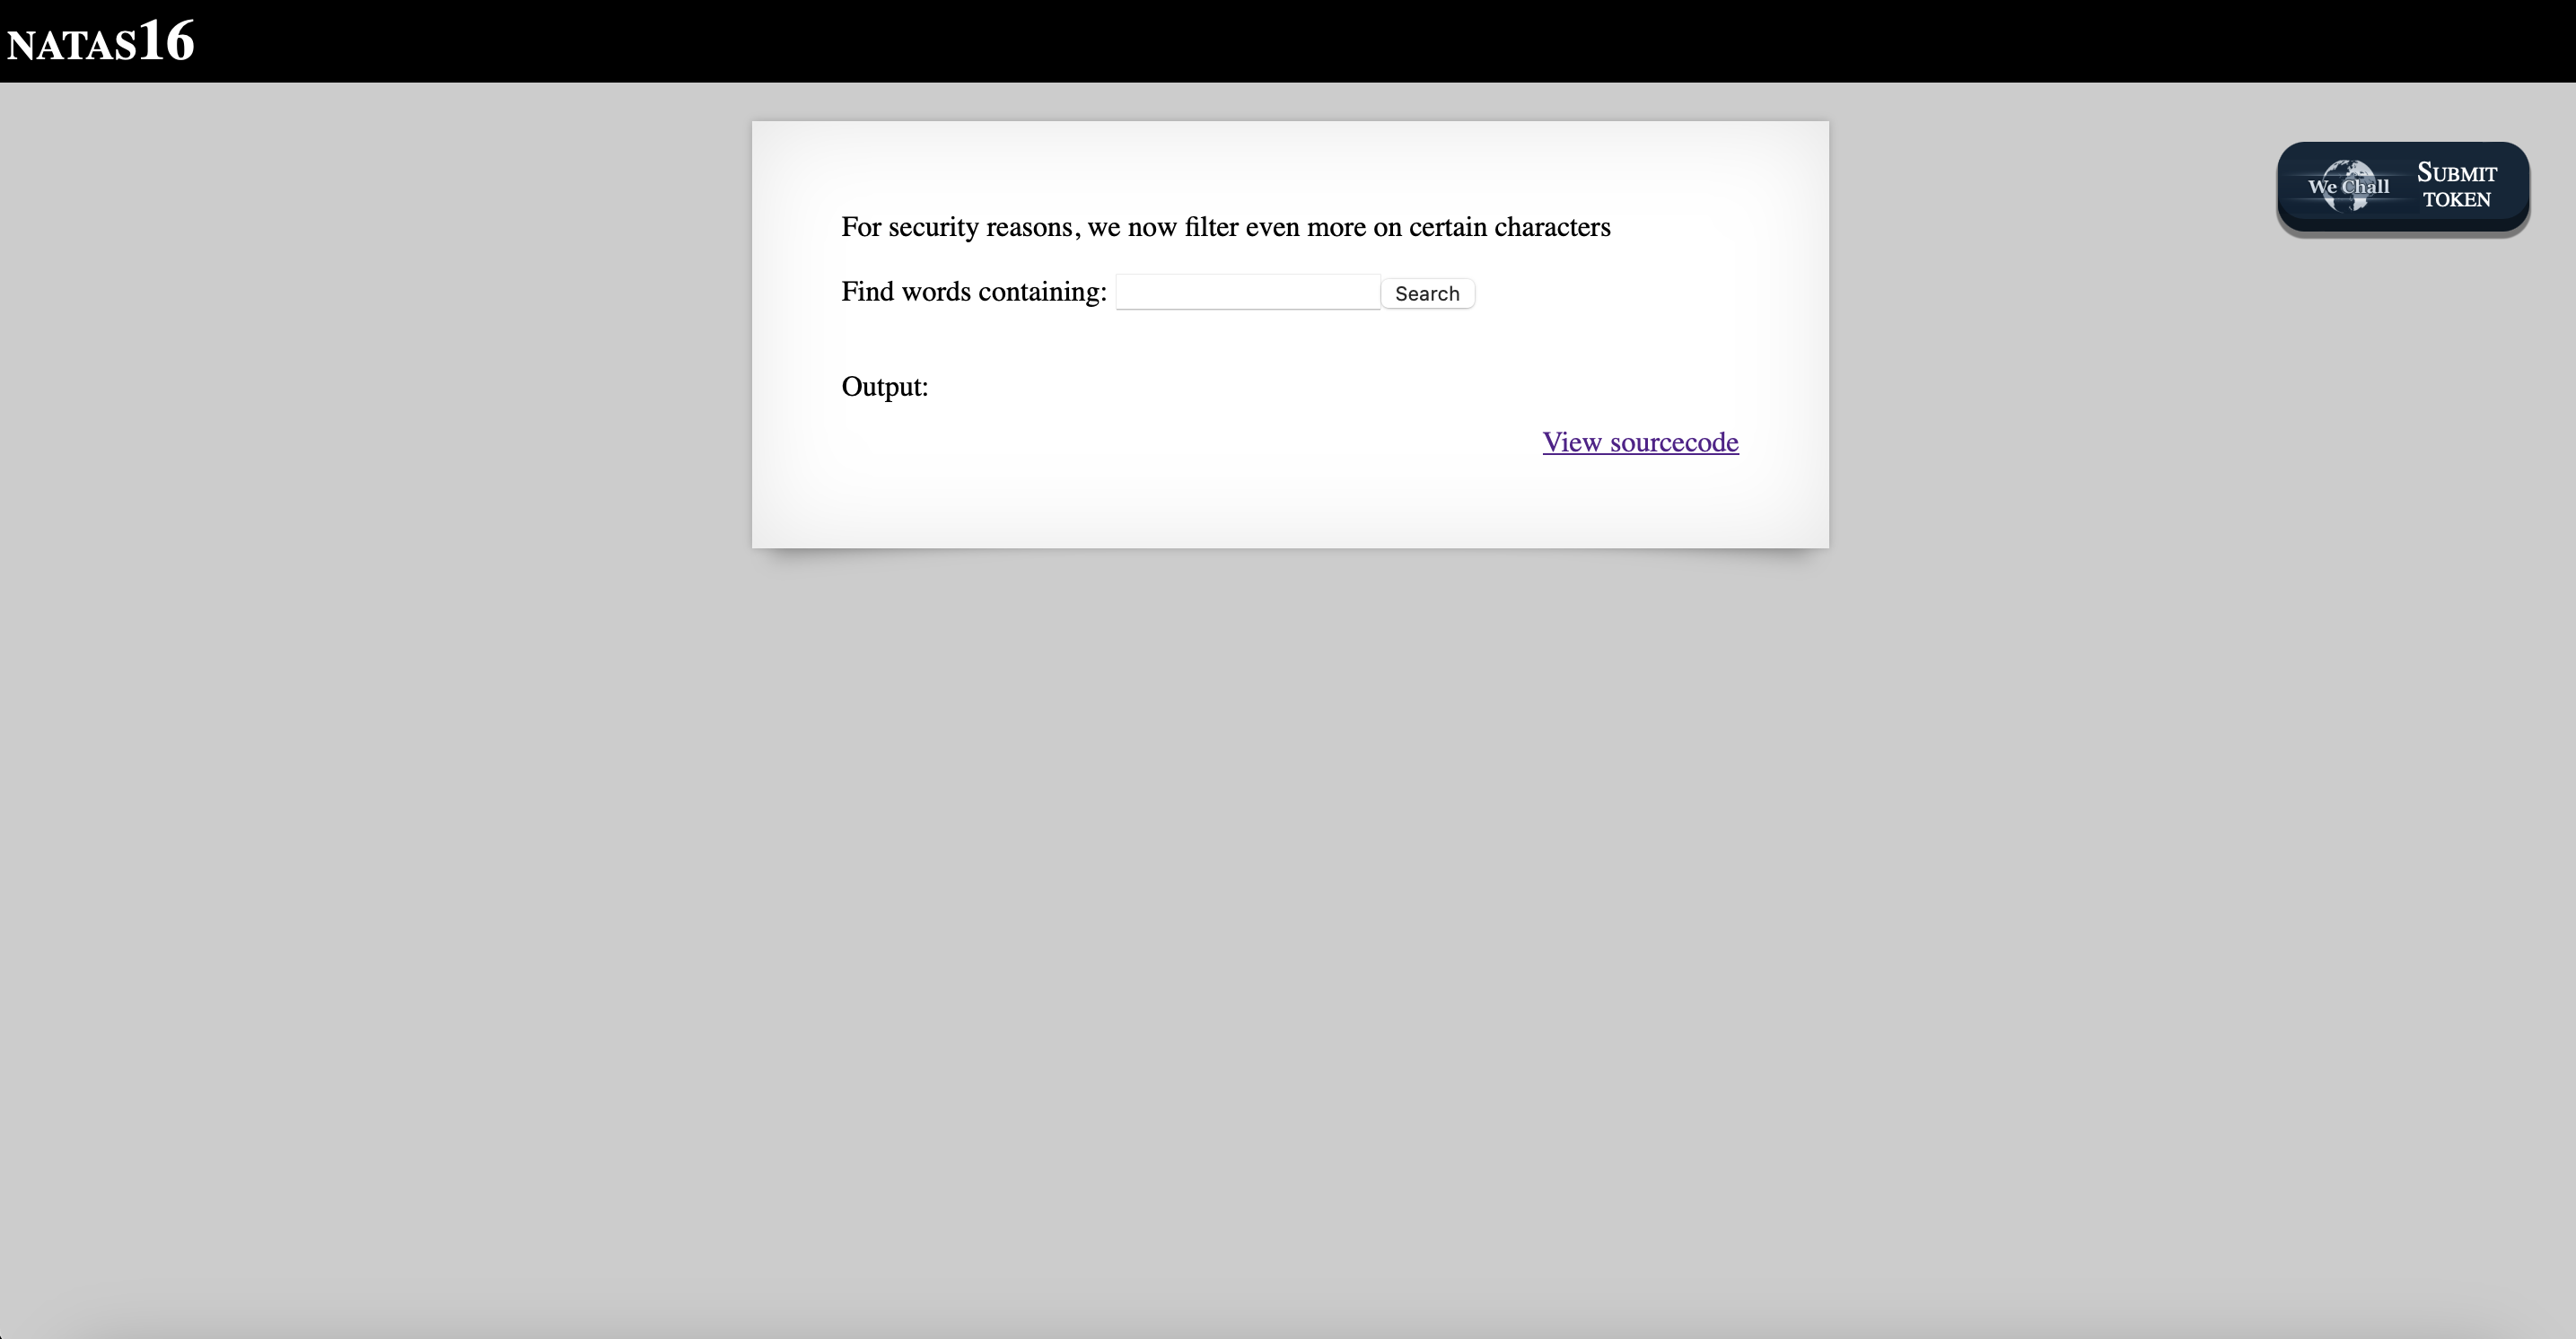 NATAS16
For security reasons, we now filter even more on certain characters
We Chall
SUBMIT
TOKEN
Find words containing:
Search
Output:
View sourcecode